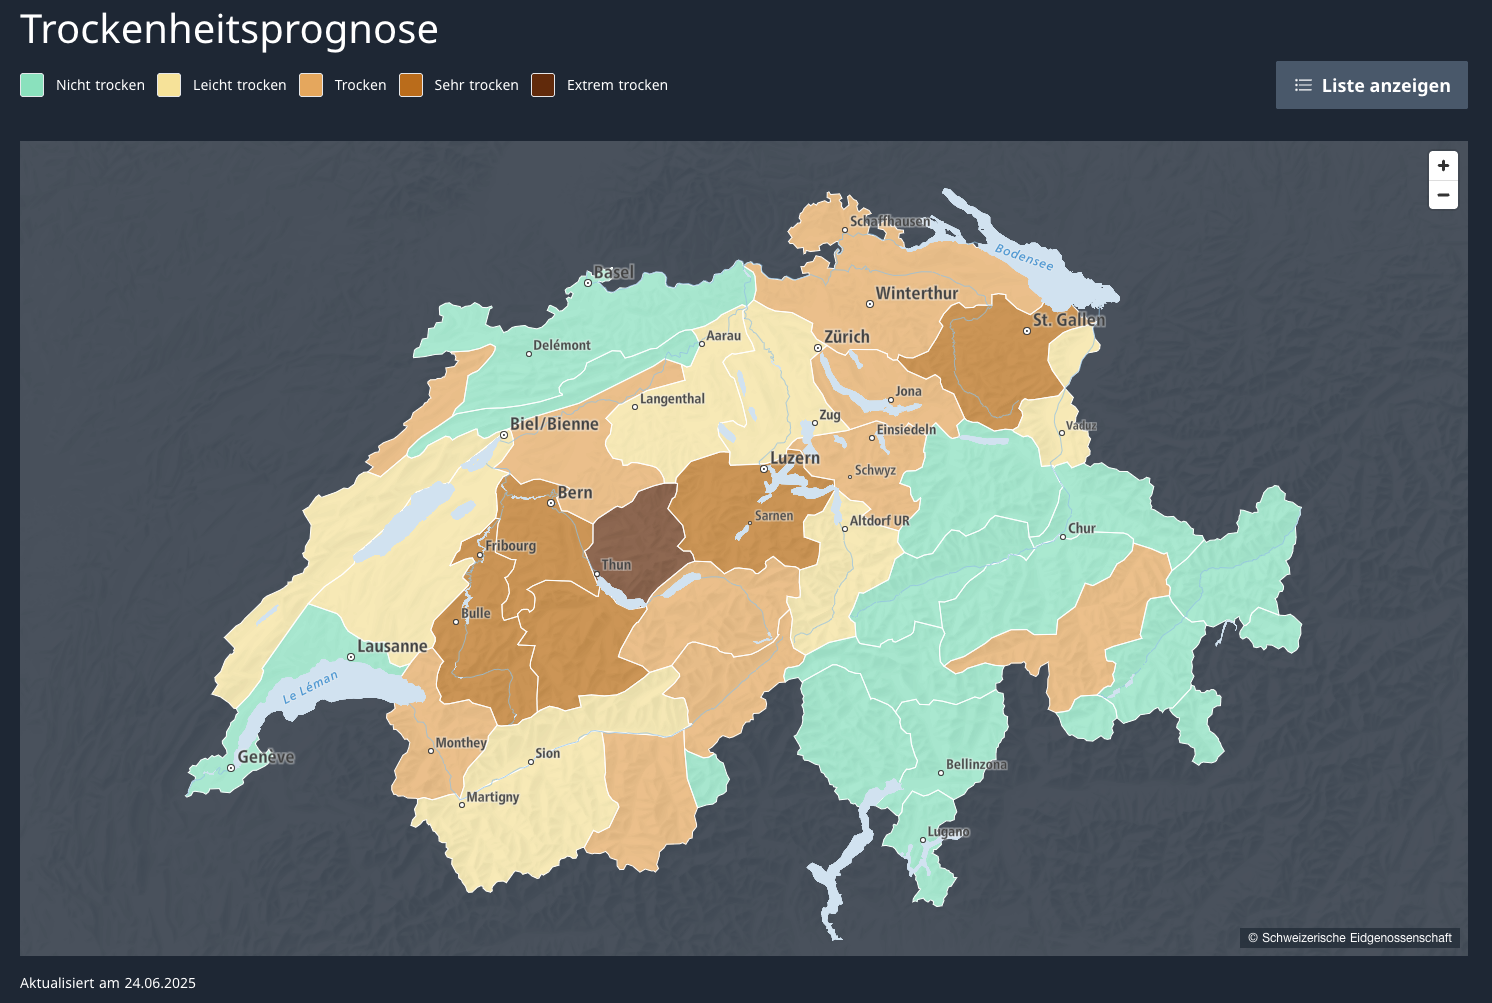 Trockenheitsprognose
Nicht trocken
Leicht trocken
Trocken
Sehr trocken
Extrem trocken
Liste anzeigen
+
−
Schaffhausen
Bodensee
Basel
Winterthur
St. Gallen
Aarau
Zürich
Delémont
Jona
Langenthal
Zug
Vaduz
Biel/Bienne
Einsiedeln
Luzern
Schwyz
Bern
Sarnen
Altdorf UR
Chur
Fribourg
Thun
Bulle
Lausanne
Le Léman
Monthey
Sion
Genève
Bellinzona
Martigny
Lugano
© Schweizerische Eidgenossenschaft
Aktualisiert am 24.06.2025